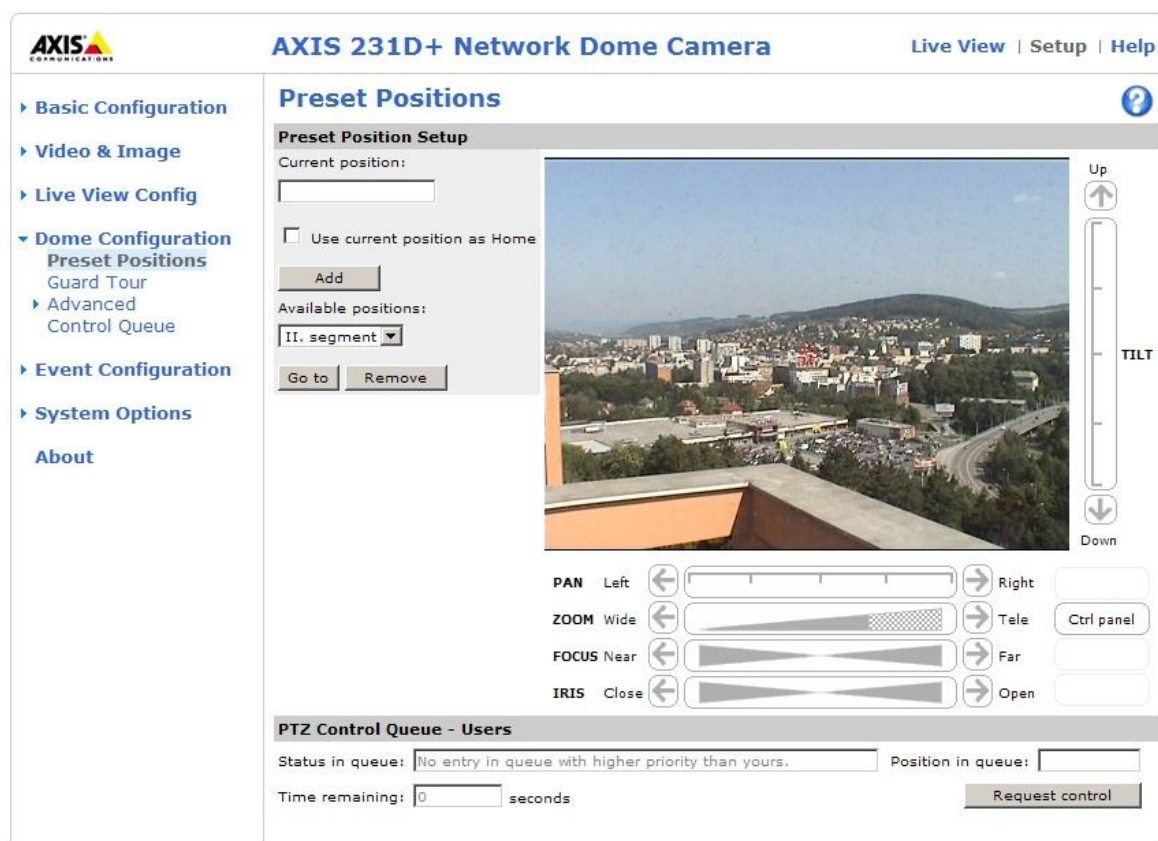 AXIS
COMMUNICATIONS
AXIS 231D+ Network Dome Camera
Live View | Setup | Help
Basic Configuration
Video & Image
Live View Config
Dome Configuration
Preset Positions
Guard Tour
Advanced
Control Queue
Event Configuration
System Options
About
Preset Positions
?
Preset Position Setup
Current position:
Use current position as Home
Add
Available positions:
II. segment
Go to Remove
Up
TILT
Down
PAN Left Right
ZOOM Wide Tele Ctrl panel
FOCUS Near Far
IRIS Close Open
PTZ Control Queue - Users
Status in queue: No entry in queue with higher priority than yours. Position in queue:
Time remaining: 0 seconds Request control